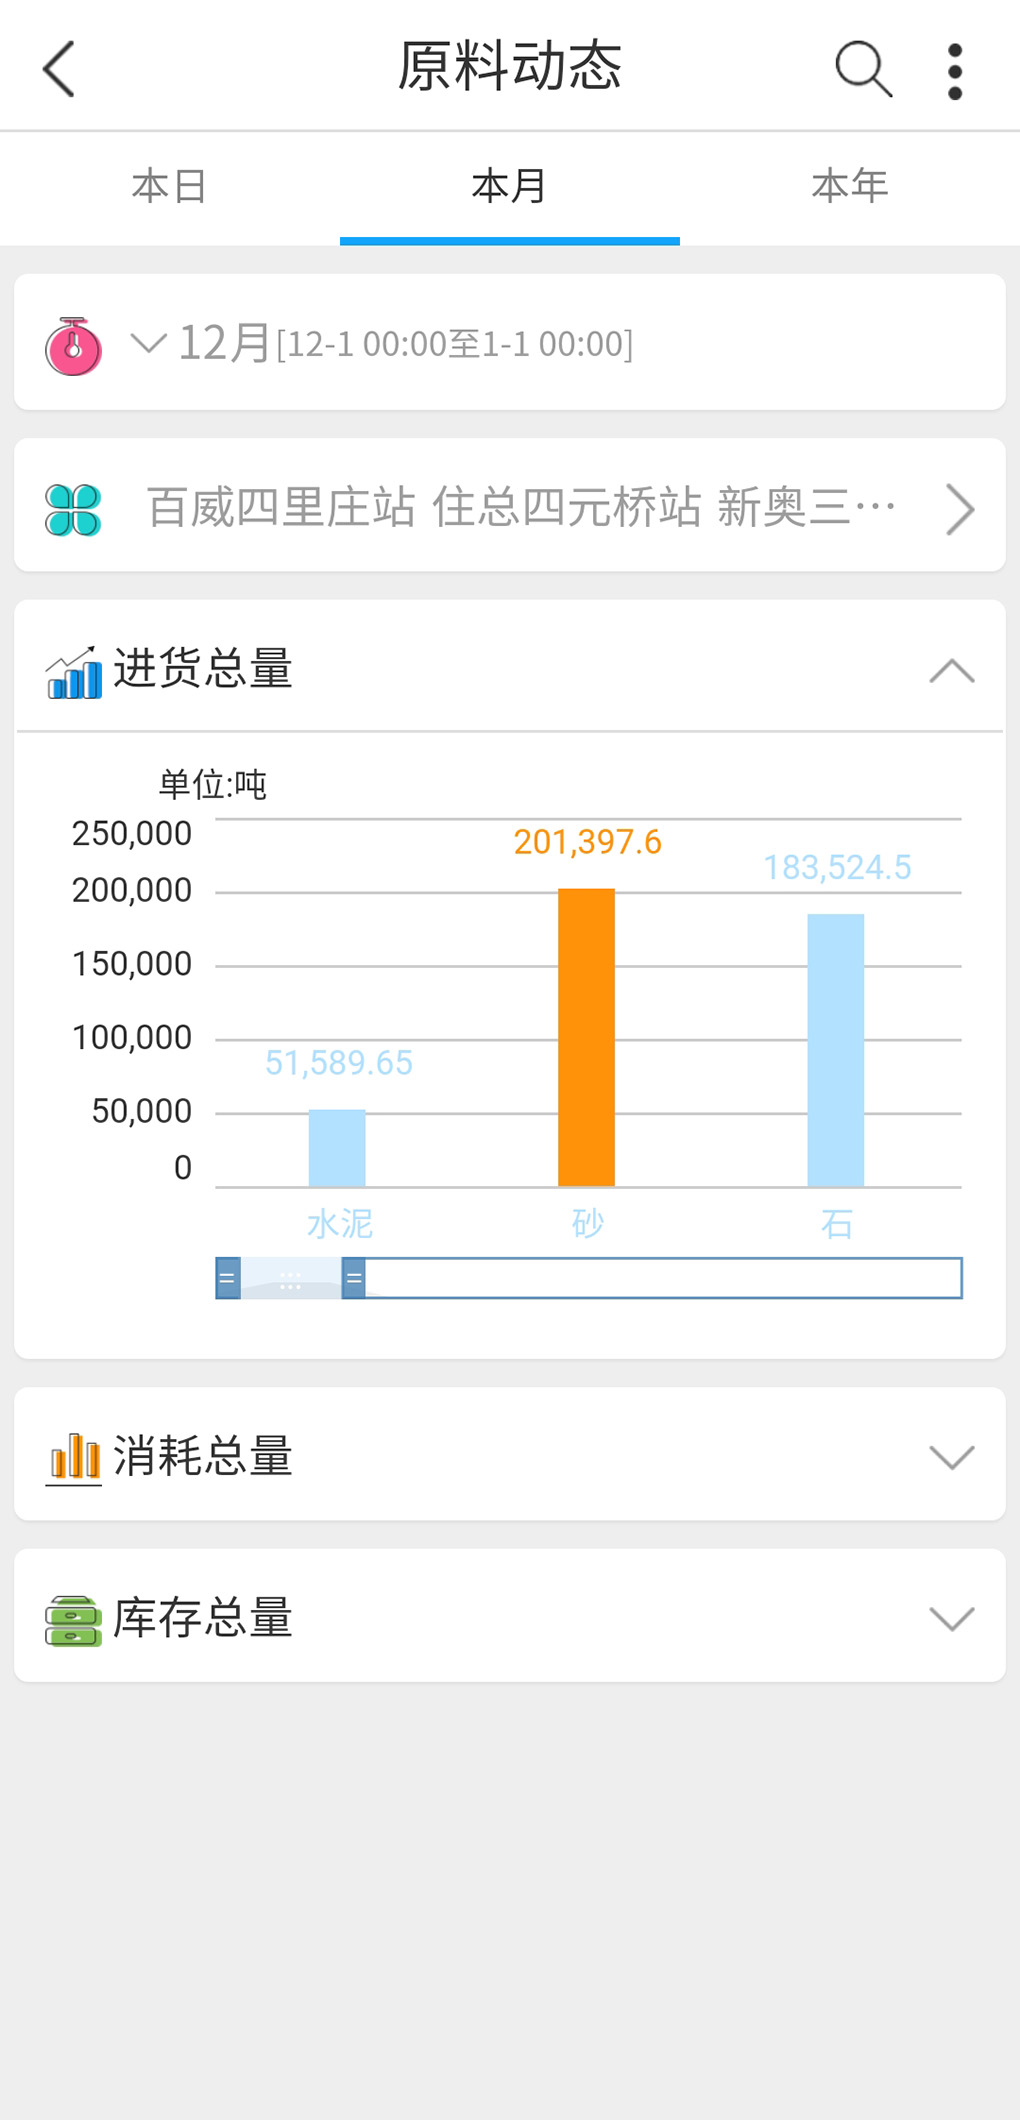 原料动态
本日 本月 本年
12月[12-1 00:00至1-1 00:00]
百威四里庄站 住总四元桥站 新奥三…
进货总量
单位:吨
250,000
201,397.6
183,524.5
200,000
150,000
100,000
51,589.65
50,000
0
水泥 砂 石
消耗总量
库存总量